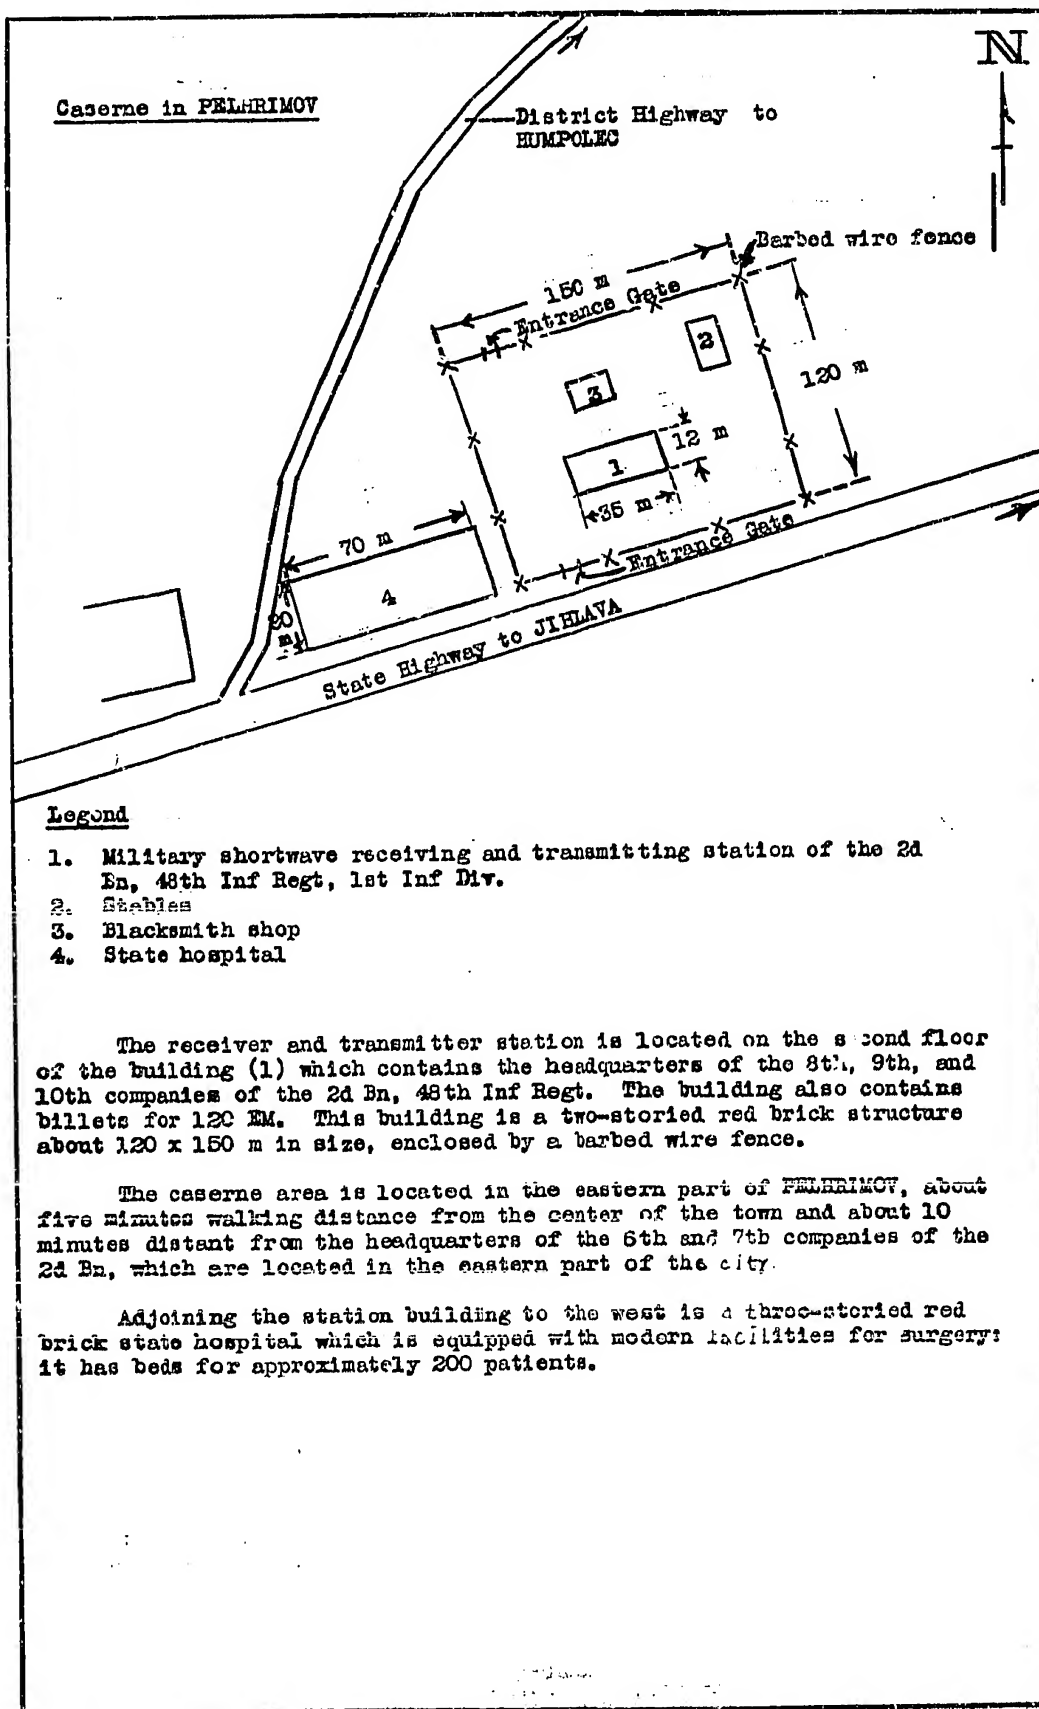 N
Caserne in PELHRIMOV
District Highway to
HUMPOLEC
Barbed wire fence
150 m
Entrance Gate
2
120 m
3
12 m
1
35 m
70 m
Entrance Gate
4
20
m
State Highway to JIHLAVA
Legend
1. Military shortwave receiving and transmitting station of the 2d
Bn, 48th Inf Regt, 1st Inf Div.
2. Stables
3. Blacksmith shop
4. State hospital
The receiver and transmitter station is located on the s cond floor
of the building (1) which contains the headquarters of the 8th, 9th, and
10th companies of the 2d Bn, 48th Inf Regt. The building also contains
billets for 120 EM. This building is a two-storied red brick structure
about 120 x 150 m in size, enclosed by a barbed wire fence.
The caserne area is located in the eastern part of PELHRIMOV, about
five minutes walking distance from the center of the town and about 10
minutes distant from the headquarters of the 6th and 7th companies of the
2d Bn, which are located in the eastern part of the city.
Adjoining the station building to the west is a three-storied red
brick state hospital which is equipped with modern facilities for surgery;
it has beds for approximately 200 patients.